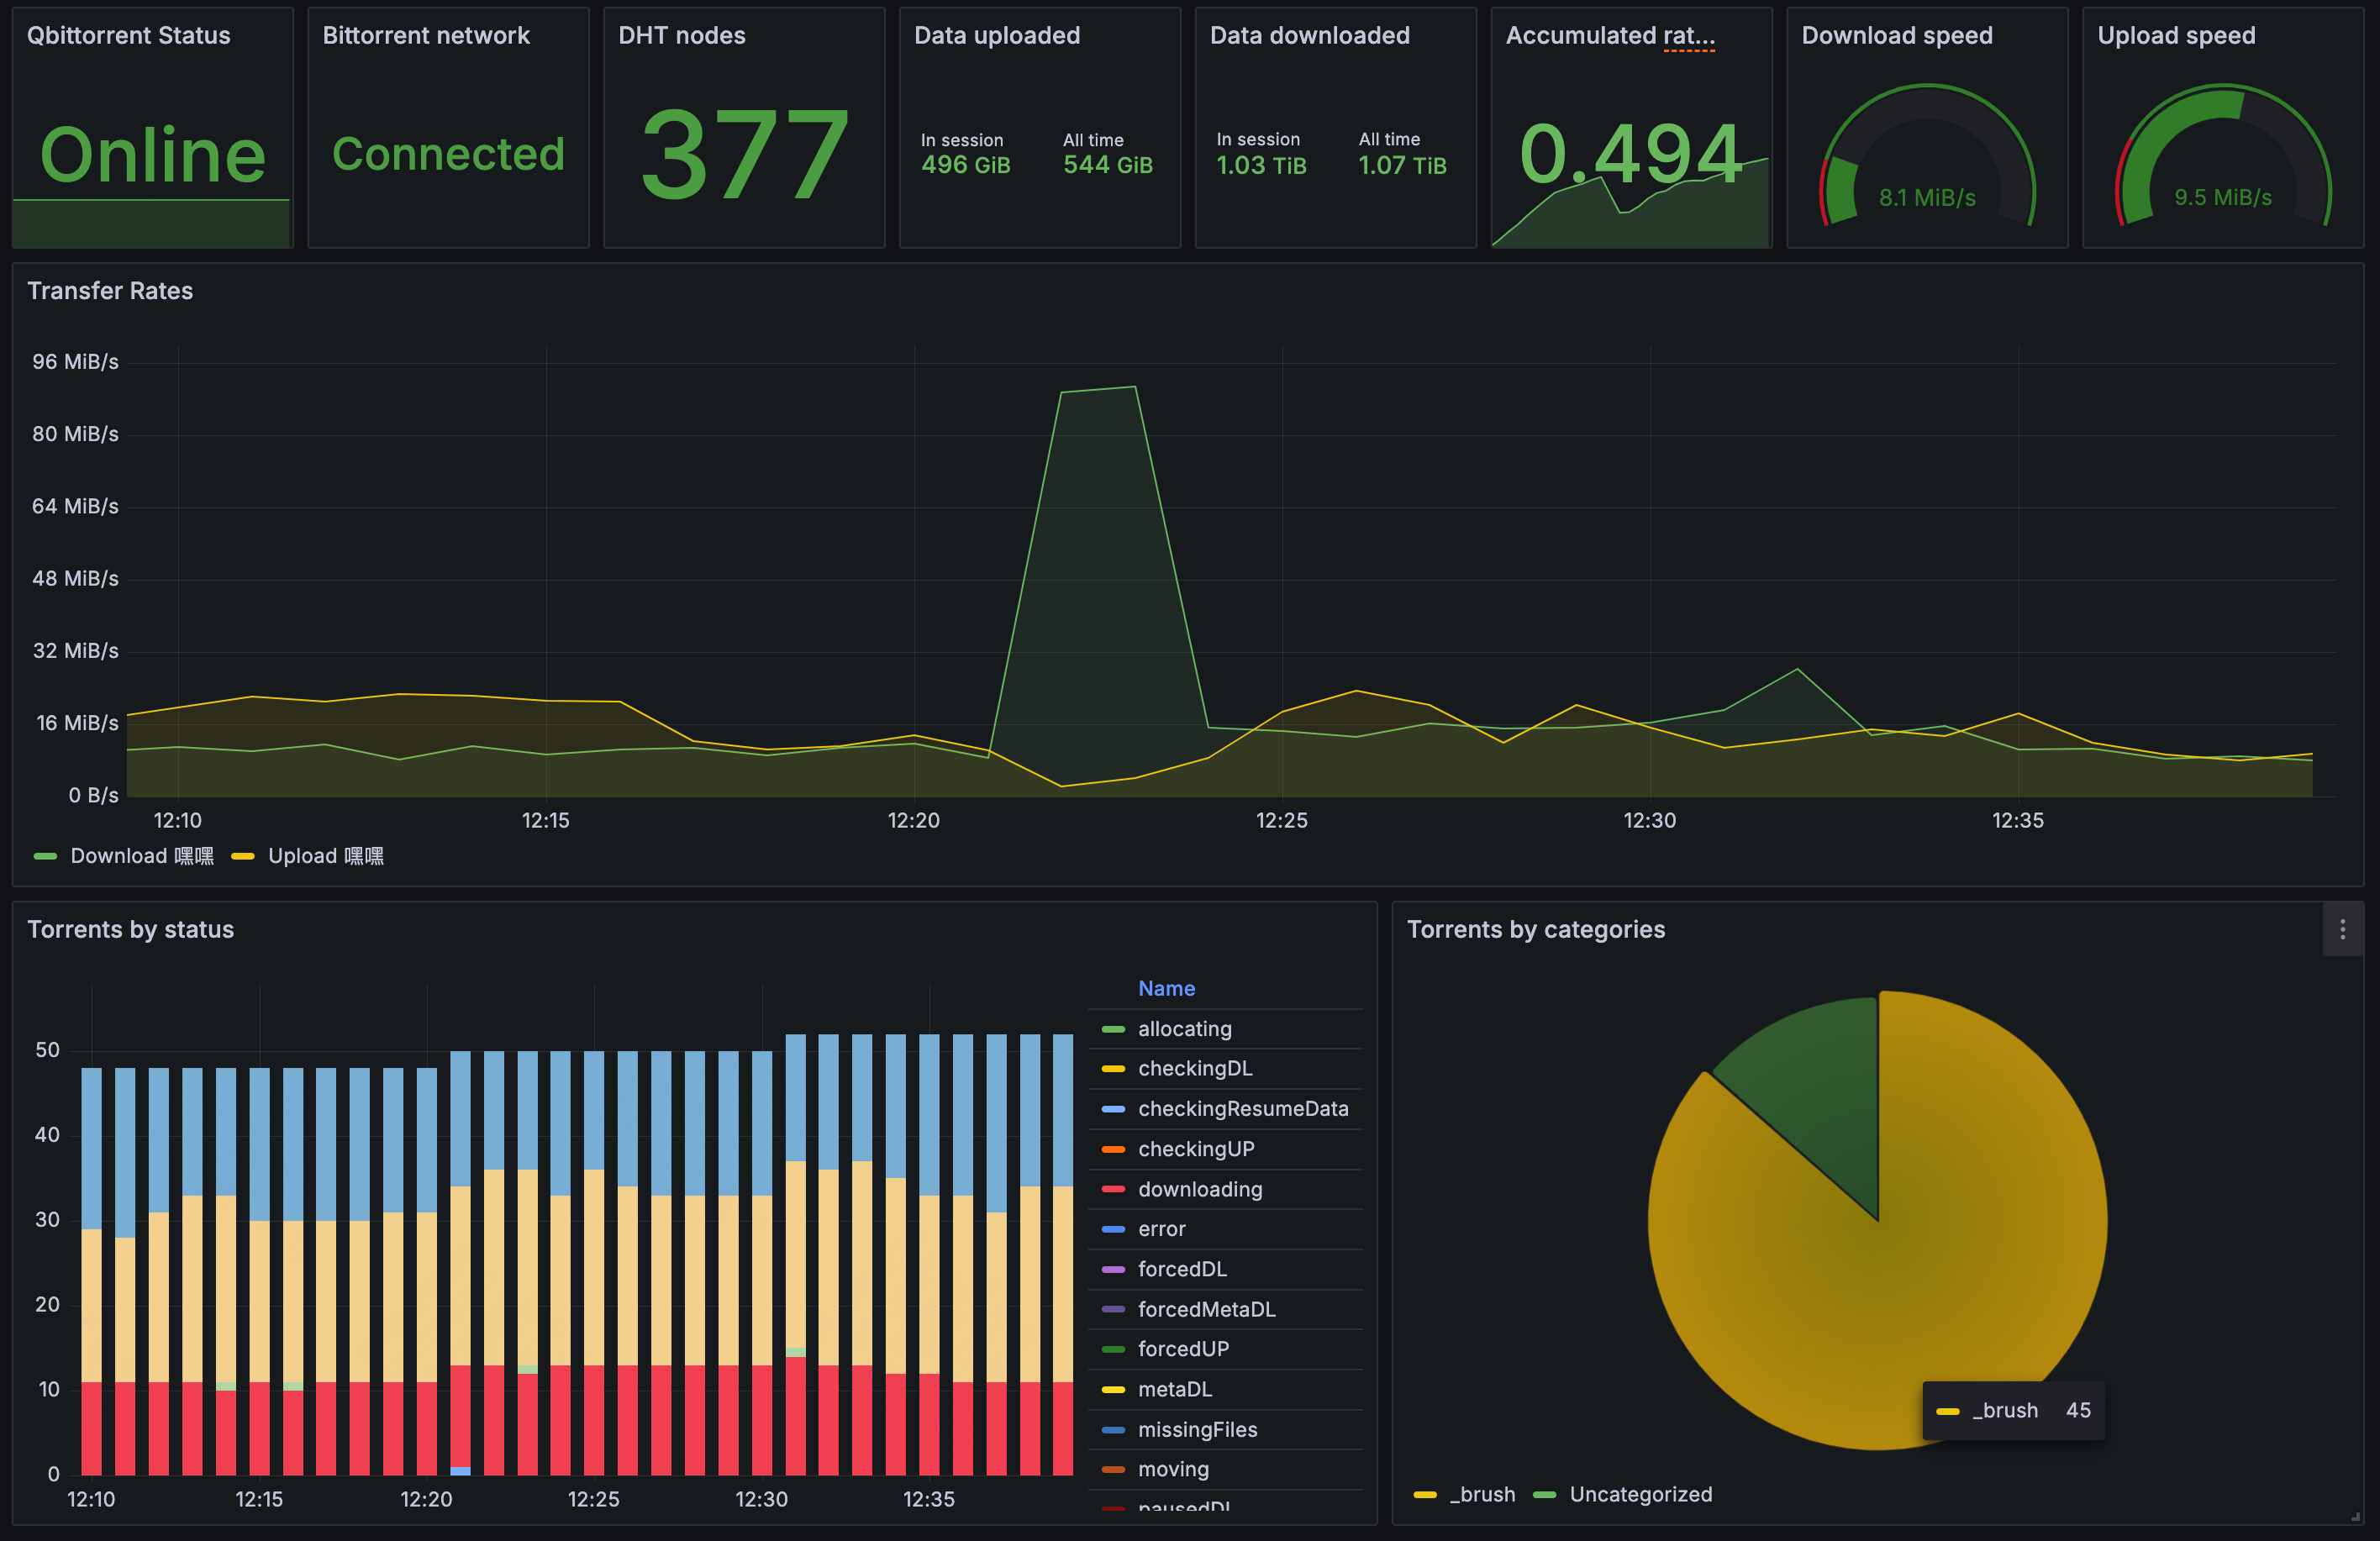 Qbittorrent Status
Online
Bittorrent network
Connected
DHT nodes
377
Data uploaded
In session All time
496 GiB 544 GiB
Data downloaded
In session All time
1.03 TiB 1.07 TiB
Accumulated rat...
0.494
Download speed
8.1 MiB/s
Upload speed
9.5 MiB/s
Transfer Rates
96 MiB/s
80 MiB/s
64 MiB/s
48 MiB/s
32 MiB/s
16 MiB/s
0 B/s
12:10 12:15 12:20 12:25 12:30 12:35
Download 嘿嘿 Upload 嘿嘿
Torrents by status
50
40
30
20
10
0
12:10 12:15 12:20 12:25 12:30 12:35
Name
allocating
checkingDL
checkingResumeData
checkingUP
downloading
error
forcedDL
forcedMetaDL
forcedUP
metaDL
missingFiles
moving
pausedDL
Torrents by categories
_brush 45
_brush Uncategorized